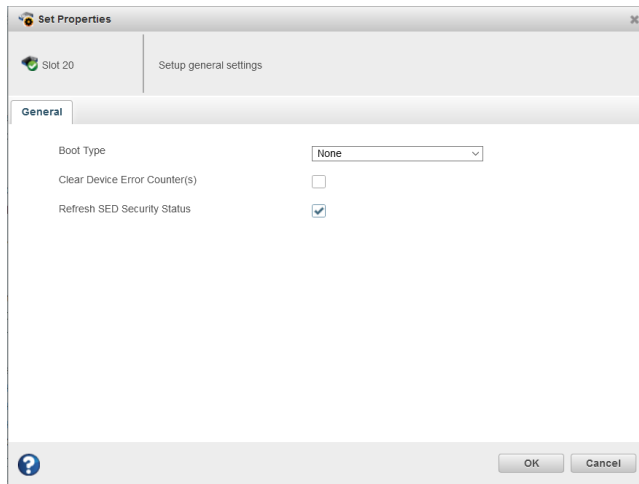 Set Properties
Slot 20
Setup general settings
General
Boot Type
None
Clear Device Error Counter(s)
Refresh SED Security Status
OK
Cancel